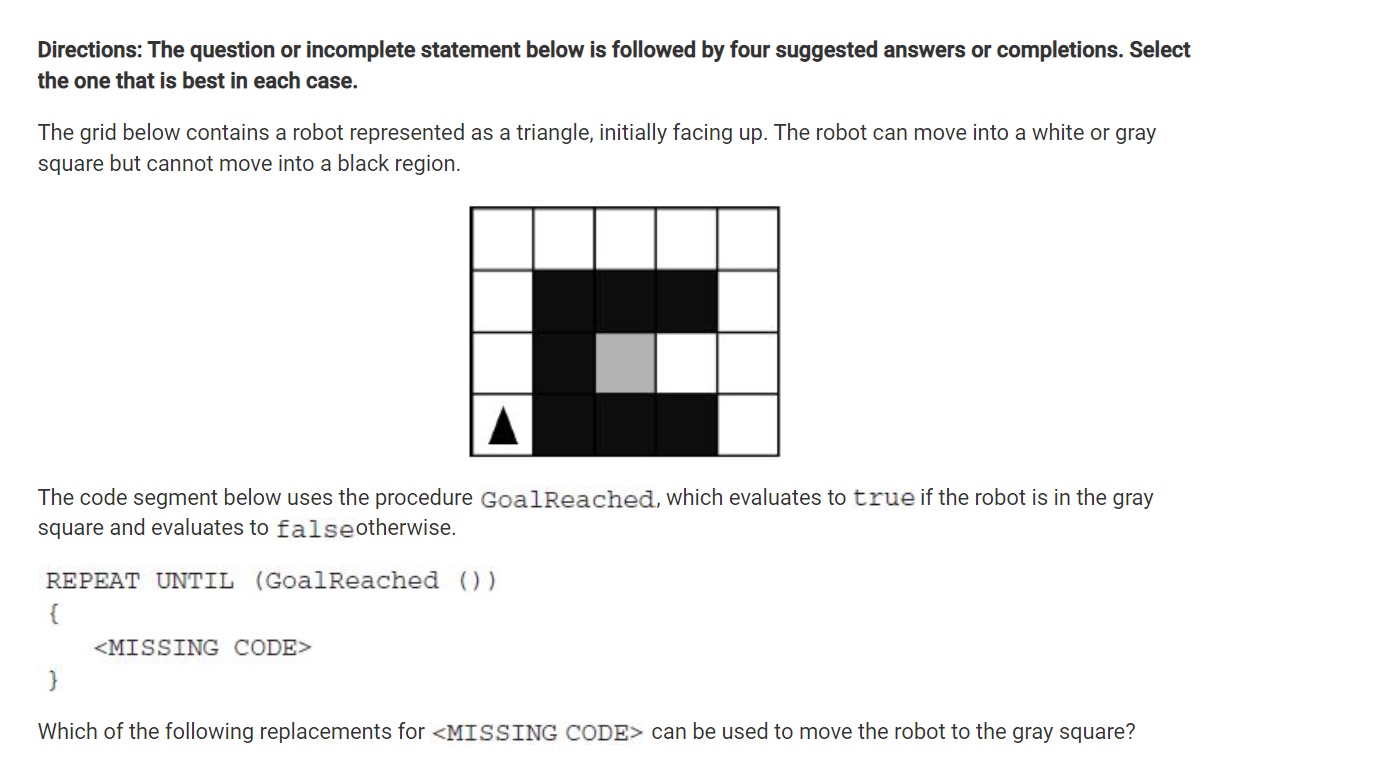 Directions: The question or incomplete statement below is followed by four suggested answers or completions. Select
the one that is best in each case.
The grid below contains a robot represented as a triangle, initially facing up. The robot can move into a white or gray
square but cannot move into a black region.
The code segment below uses the procedure GoalReached, which evaluates to true if the robot is in the gray
square and evaluates to false otherwise.
REPEAT UNTIL (GoalReached ())
{
<MISSING CODE>
}
Which of the following replacements for <MISSING CODE> can be used to move the robot to the gray square?